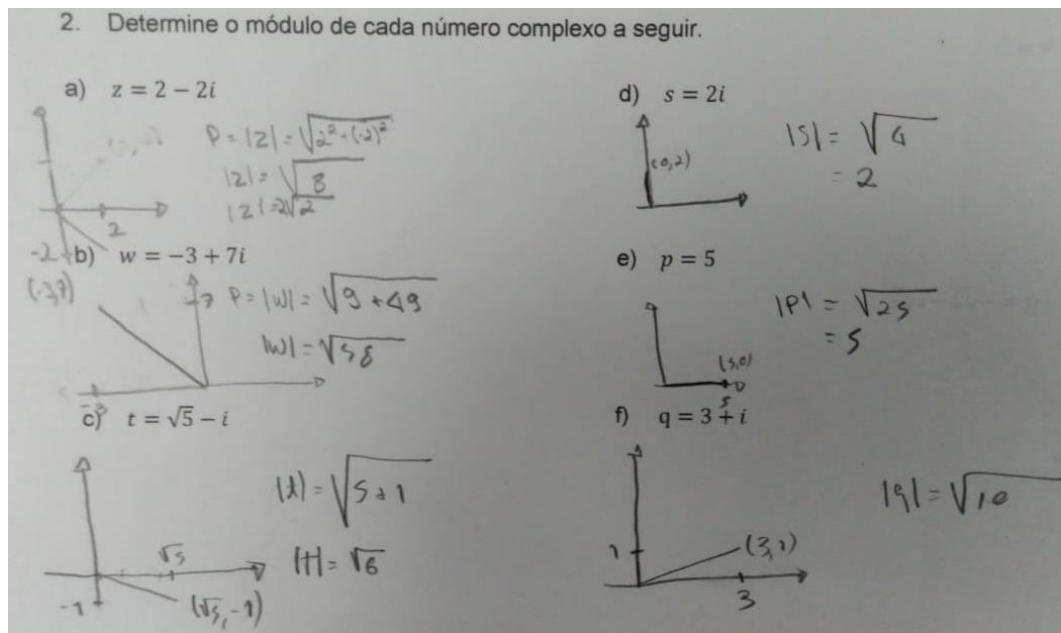 2. Determine o módulo de cada número complexo a seguir.
a) z = 2 − 2i
P = |z| = √2² + (-2)²
|z| = √8
|z| = 2√2
2
-2
b) w = −3 + 7i
(-3,7)
7
P = |w| = √9 + 49
|w| = √58
-3
c) t = √5 − i
|t| = √5 + 1
|t| = √6
√5
-1
(√5, -1)
d) s = 2i
(0,2)
|S| = √4
= 2
e) p = 5
|P| = √25
= 5
(5,0)
5
f) q = 3 + i
|q| = √10
1
(3,1)
3